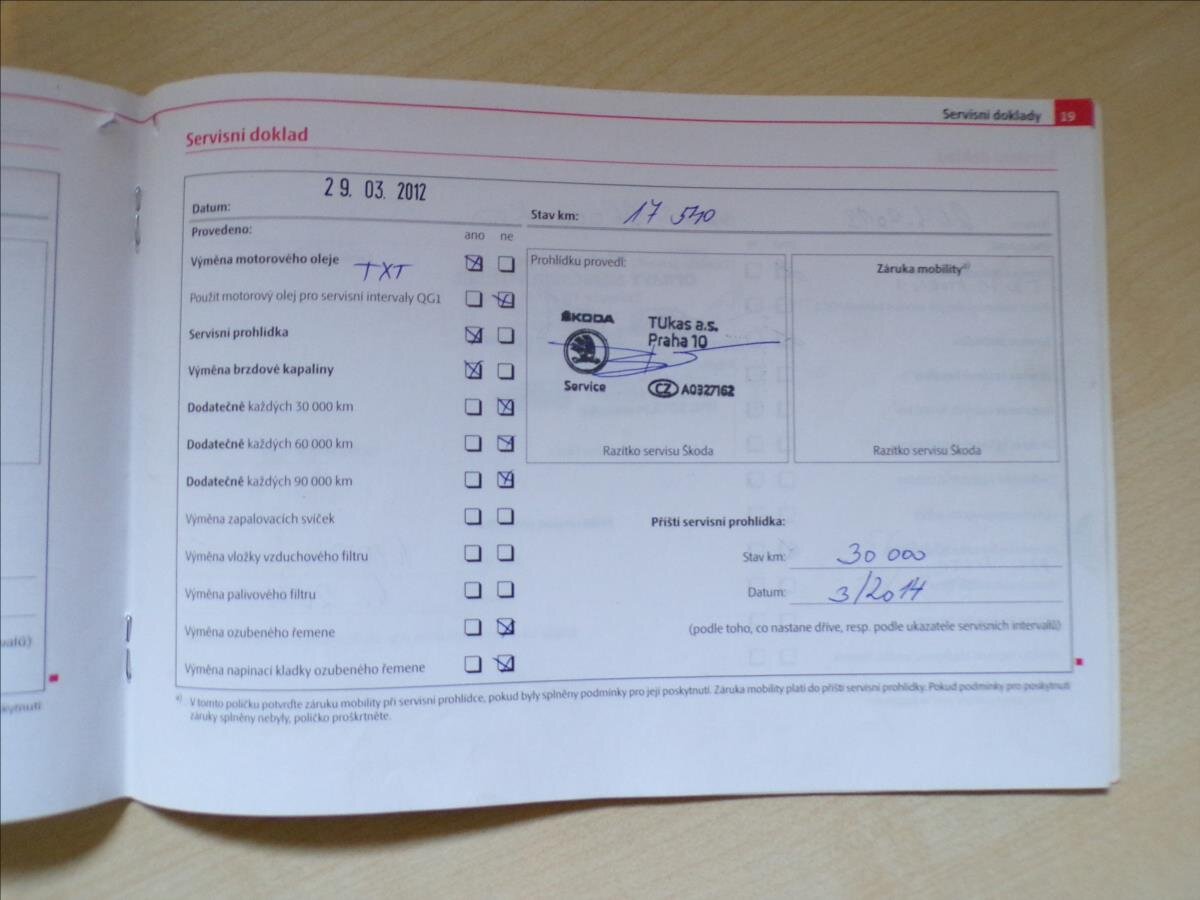 Servisní doklady 19
Servisní doklad
Datum: 29. 03. 2012
Stav km: 17 540
Provedeno: ano ne
Výměna motorového oleje TXT
Použit motorový olej pro servisní intervaly QG1
Servisní prohlídka
Výměna brzdové kapaliny
Dodatečně každých 30 000 km
Dodatečně každých 60 000 km
Dodatečně každých 90 000 km
Výměna zapalovacích svíček
Výměna vložky vzduchového filtru
Výměna palivového filtru
Výměna ozubeného řemene
Výměna napínací kladky ozubeného řemene
Prohlídku provedl:
ŠKODA
Service
TUkas a.s.
Praha 10
CZ A0327162
Razítko servisu Škoda
Záruka mobility a)
Razítko servisu Škoda
Příští servisní prohlídka:
Stav km: 30 000
Datum: 3/2014
(podle toho, co nastane dříve, resp. podle ukazatele servisních intervalů)
a) V tomto políčku potvrďte záruku mobility při servisní prohlídce, pokud byly splněny podmínky pro její poskytnutí. Záruka mobility platí do příští servisní prohlídky. Pokud podmínky pro poskytnutí
záruky splněny nebyly, políčko proškrtněte.